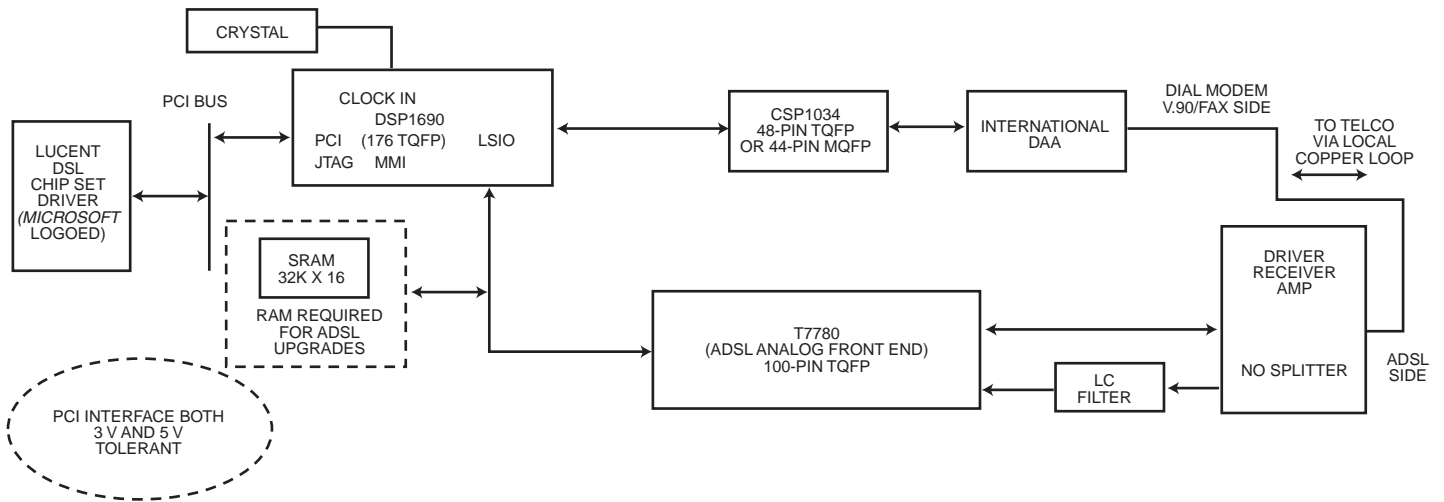 CRYSTAL
PCI BUS
LUCENT
DSL
CHIP SET
DRIVER
(MICROSOFT
LOGOED)
CLOCK IN
DSP1690
PCI (176 TQFP) LSIO
JTAG MMI
CSP1034
48-PIN TQFP
OR 44-PIN MQFP
INTERNATIONAL
DAA
DIAL MODEM
V.90/FAX SIDE
TO TELCO
VIA LOCAL
COPPER LOOP
SRAM
32K X 16
RAM REQUIRED
FOR ADSL
UPGRADES
T7780
(ADSL ANALOG FRONT END)
100-PIN TQFP
LC
FILTER
DRIVER
RECEIVER
AMP
NO SPLITTER
ADSL
SIDE
PCI INTERFACE BOTH
3 V AND 5 V
TOLERANT